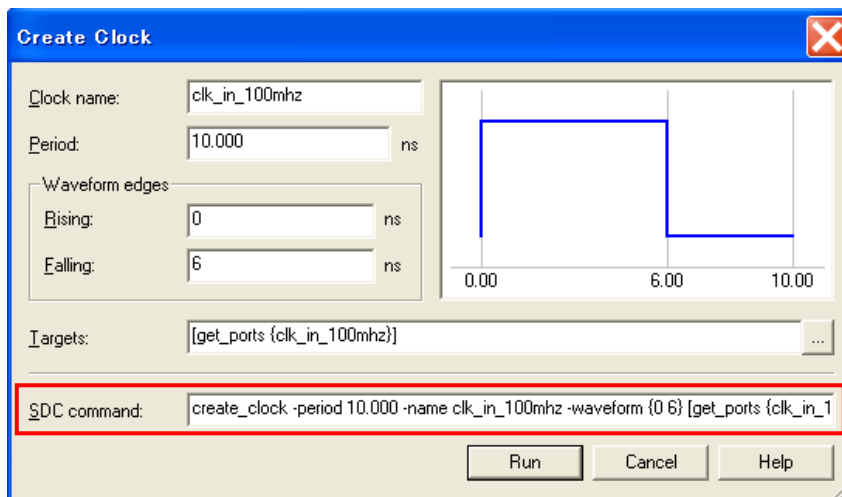 Create Clock
Clock name: clk_in_100mhz
Period: 10.000 ns
Waveform edges
Rising: 0 ns
Falling: 6 ns
0.00 6.00 10.00
Targets: [get_ports {clk_in_100mhz}] ...
SDC command: create_clock -period 10.000 -name clk_in_100mhz -waveform {0 6} [get_ports {clk_in_1
Run Cancel Help